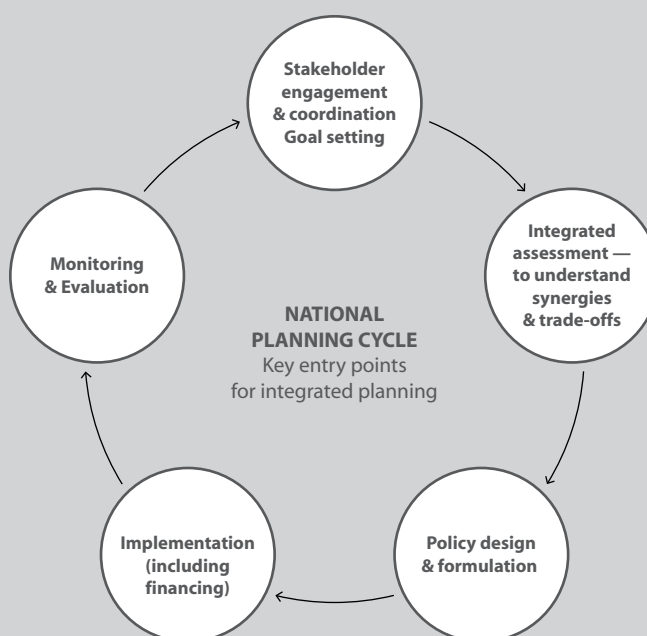 Stakeholder
engagement
& coordination
Goal setting
Integrated
assessment —
to understand
synergies
& trade-offs
Monitoring
& Evaluation
NATIONAL
PLANNING CYCLE
Key entry points
for integrated planning
Policy design
& formulation
Implementation
(including
financing)